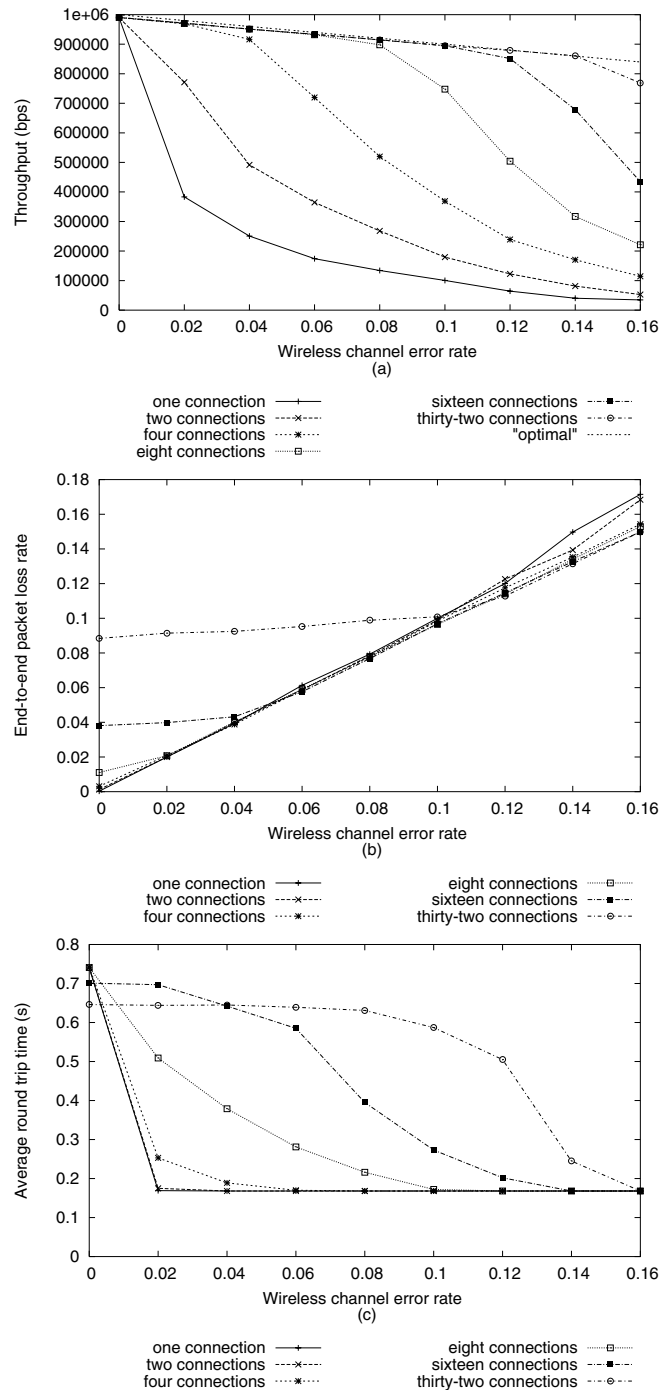 1e+06
900000
800000
700000
600000
500000
400000
300000
200000
100000
0
Throughput (bps)
0 0.02 0.04 0.06 0.08 0.1 0.12 0.14 0.16
Wireless channel error rate
(a)
one connection
two connections
four connections
eight connections
sixteen connections
thirty-two connections
"optimal"
0.18
0.16
0.14
0.12
0.1
0.08
0.06
0.04
0.02
0
End-to-end packet loss rate
0 0.02 0.04 0.06 0.08 0.1 0.12 0.14 0.16
Wireless channel error rate
(b)
one connection
two connections
four connections
eight connections
sixteen connections
thirty-two connections
0.8
0.7
0.6
0.5
0.4
0.3
0.2
0.1
0
Average round trip time (s)
0 0.02 0.04 0.06 0.08 0.1 0.12 0.14 0.16
Wireless channel error rate
(c)
one connection
two connections
four connections
eight connections
sixteen connections
thirty-two connections